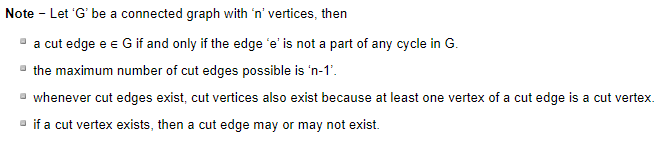 Note − Let ‘G’ be a connected graph with ‘n’ vertices, then
a cut edge e ∈ G if and only if the edge ‘e’ is not a part of any cycle in G.
the maximum number of cut edges possible is ‘n-1’.
whenever cut edges exist, cut vertices also exist because at least one vertex of a cut edge is a cut vertex.
if a cut vertex exists, then a cut edge may or may not exist.